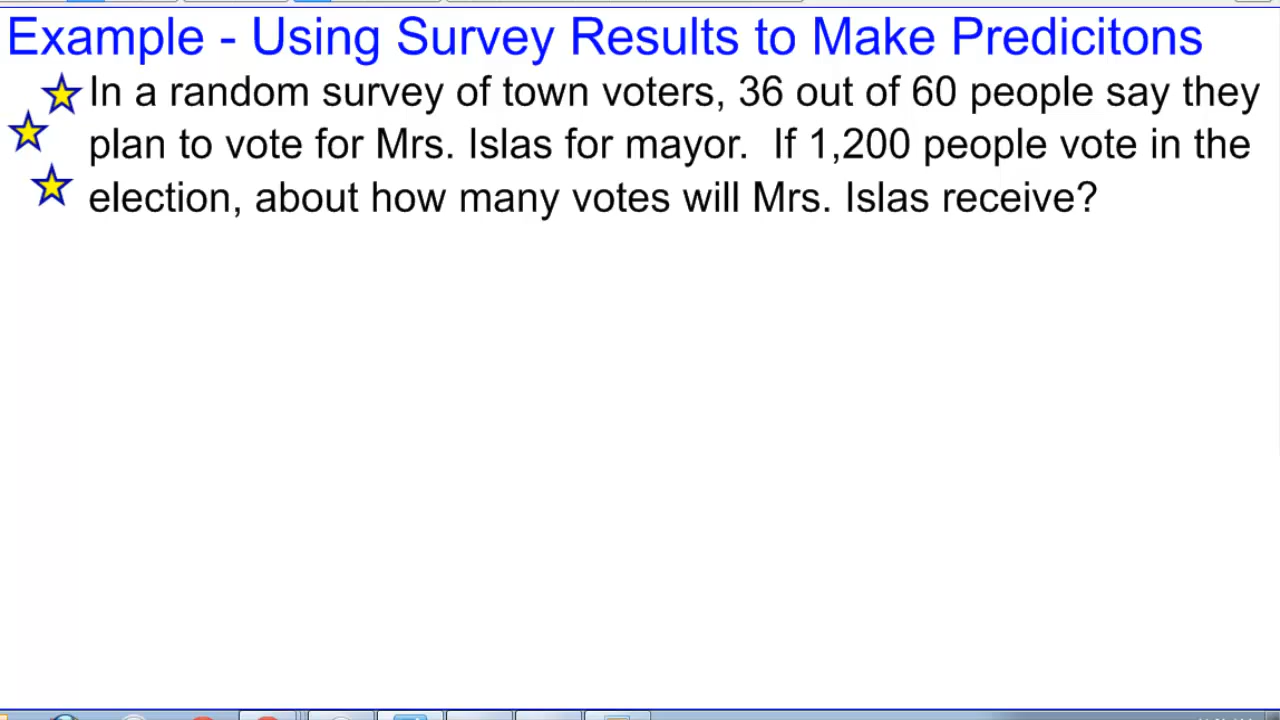 Example - Using Survey Results to Make Predicitons
In a random survey of town voters, 36 out of 60 people say they
plan to vote for Mrs. Islas for mayor.  If 1,200 people vote in the
election, about how many votes will Mrs. Islas receive?